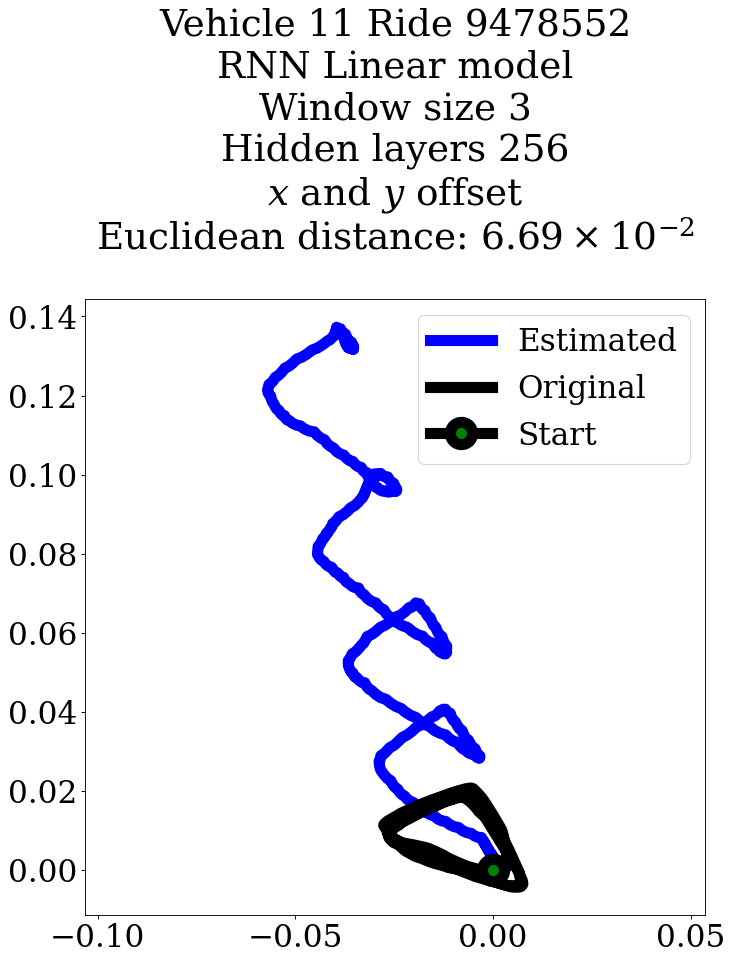 Vehicle 11 Ride 9478552
RNN Linear model
Window size 3
Hidden layers 256
x and y offset
Euclidean distance: 6.69 × 10⁻²
0.14
0.12
0.10
0.08
0.06
0.04
0.02
0.00
Estimated
Original
Start
−0.10 −0.05 0.00 0.05